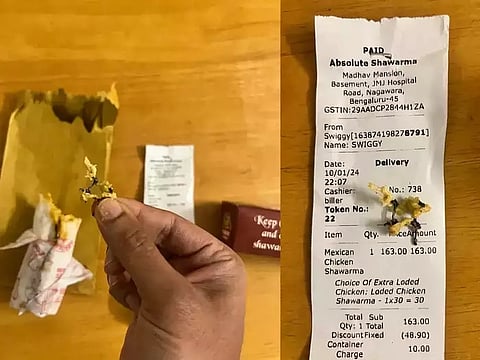 Keep
and
shawa
PAID
Absolute Shawarma
Madhav Mansion,
Basement, JMJ Hospital
Road, Nagawara,
Bengaluru-45
GSTIN:29AADCP2844H1ZA
From
Swiggy[163874198278791]
Name: SWIGGY
Date: Delivery
10/01/24
22:07
Cashier: No.: 738
biller
Token No.:
22
Item Qty. Amount
Mexican 1 163.00 163.00
Chicken
Shawarma
Choice Of Extra Loded
Chicken: Loded Chicken
Shawarma - 1x30 = 30
Total Sub
Qty: 1 Total 163.00
DiscountFixed (48.90)
Container
Charge 10.00